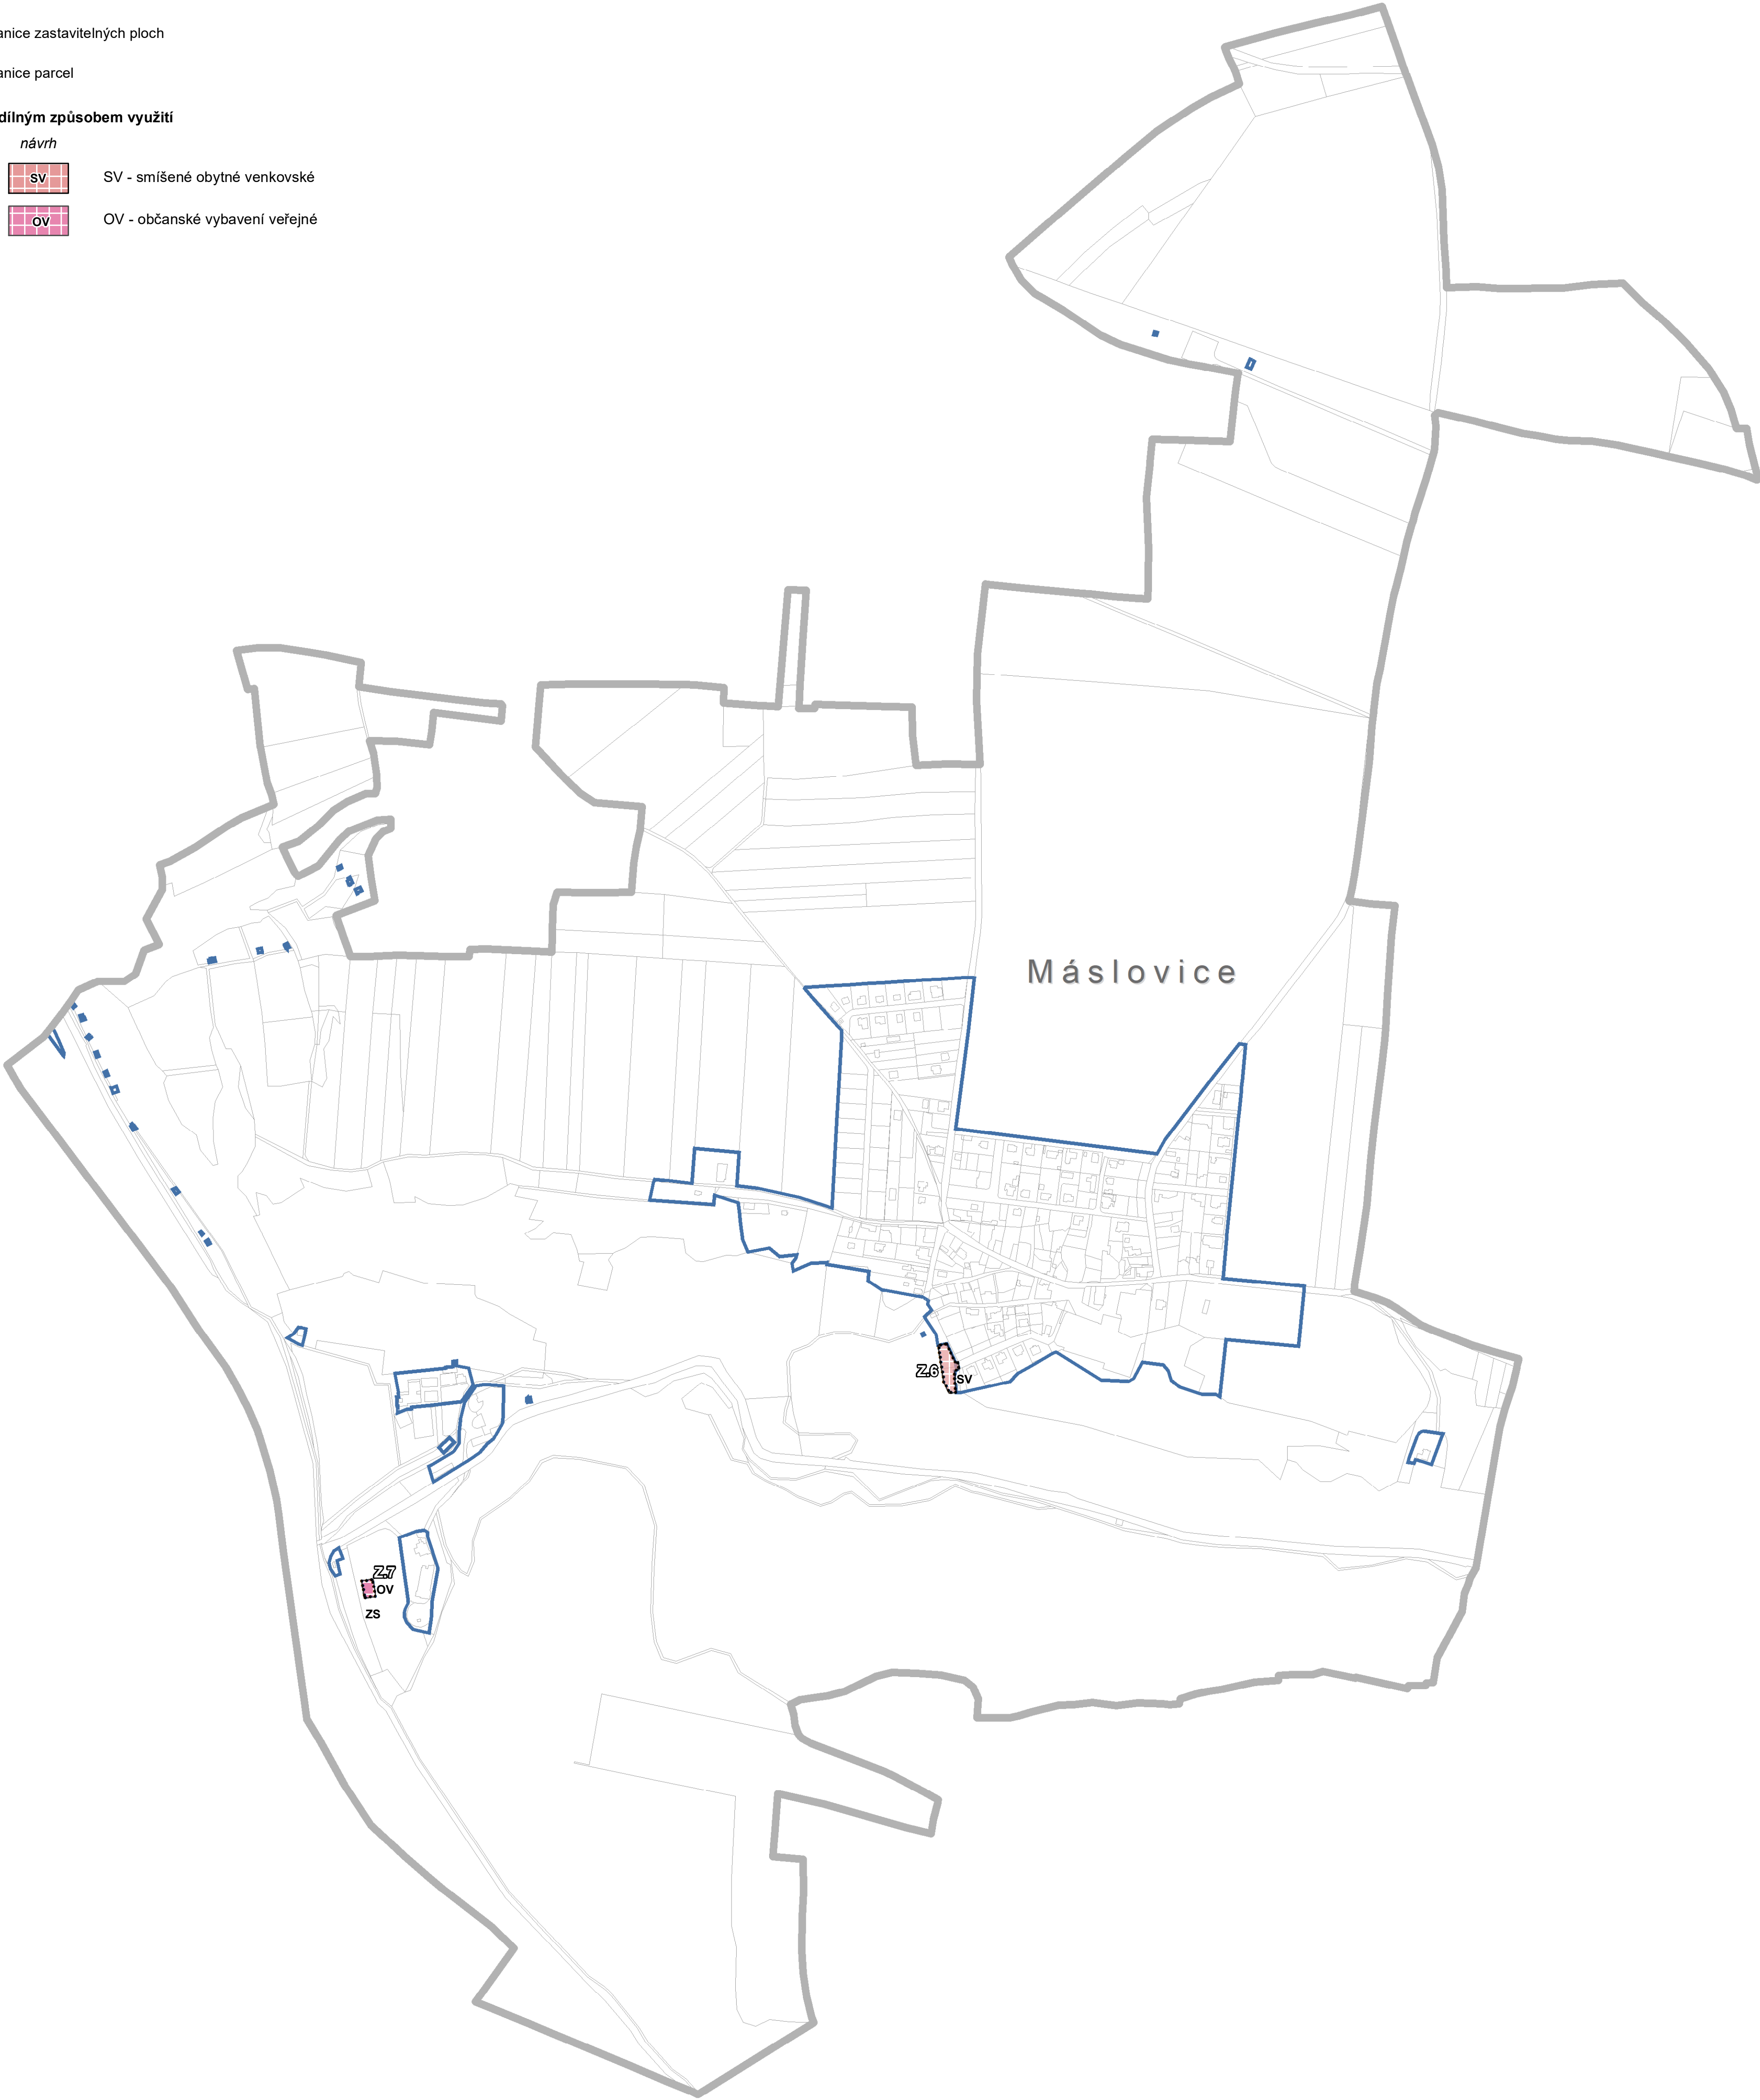 anice zastavitelných ploch
anice parcel
dílným způsobem využití
návrh
SV SV - smíšené obytné venkovské
OV OV - občanské vybavení veřejné
Máslovice
Z.6
SV
Z.7
OV
ZS